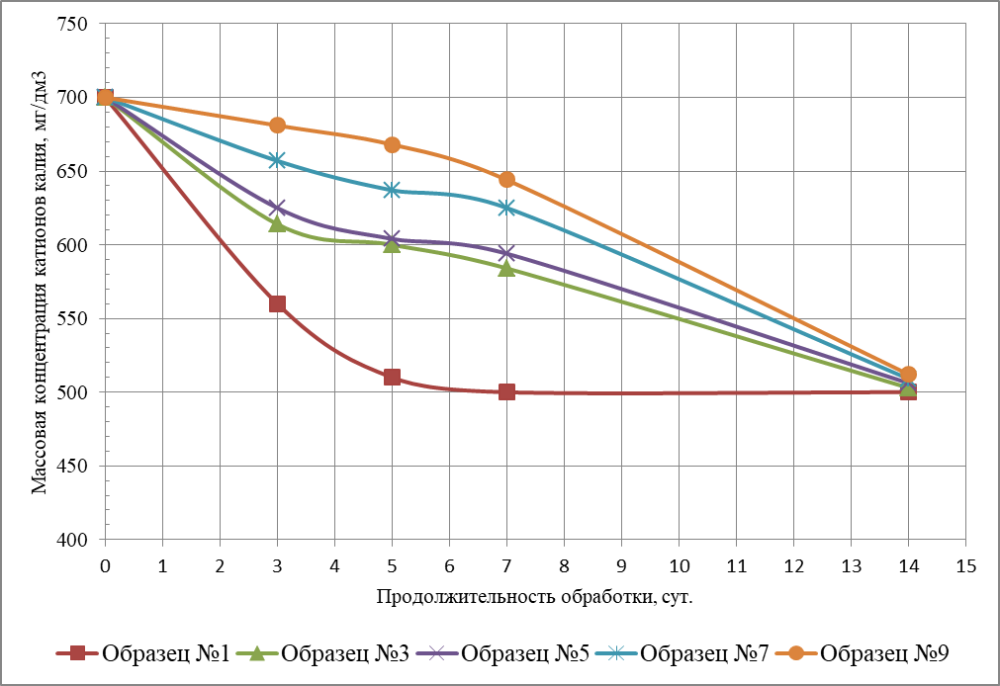 Массовая концентрация катионов калия, мг/дм3
750
700
650
600
550
500
450
400
0 1 2 3 4 5 6 7 8 9 10 11 12 13 14 15
Продолжительность обработки, сут.
Образец №1 Образец №3 Образец №5 Образец №7 Образец №9